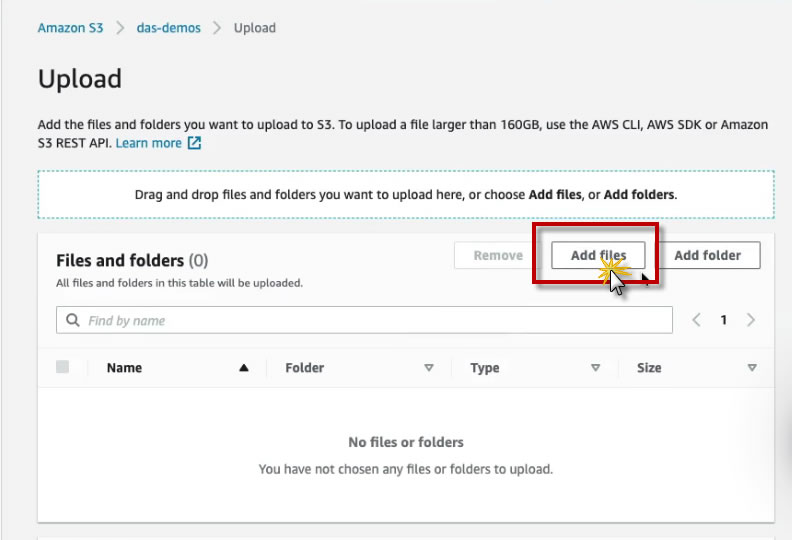 Amazon S3 > das-demos > Upload
Upload
Add the files and folders you want to upload to S3. To upload a file larger than 160GB, use the AWS CLI, AWS SDK or Amazon
S3 REST API. Learn more
Drag and drop files and folders you want to upload here, or choose Add files, or Add folders.
Files and folders (0)
Remove
Add files
Add folder
All files and folders in this table will be uploaded.
Find by name
< 1 >
Name Folder Type Size
No files or folders
You have not chosen any files or folders to upload.